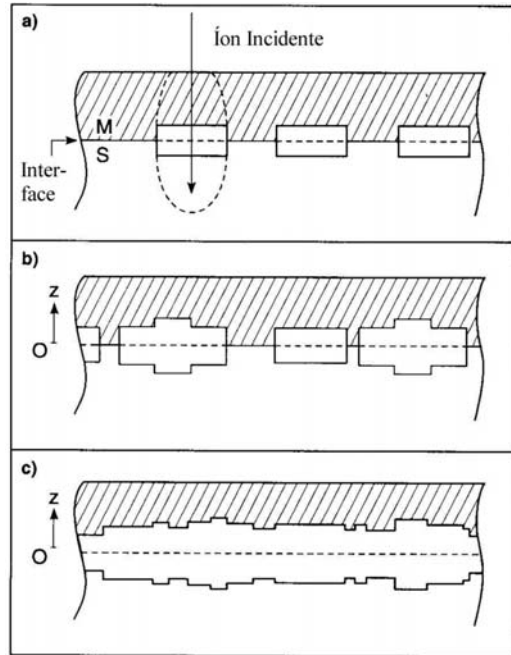 a)
Íon Incidente
M
S
Inter-
face
b)
z
O
c)
z
O